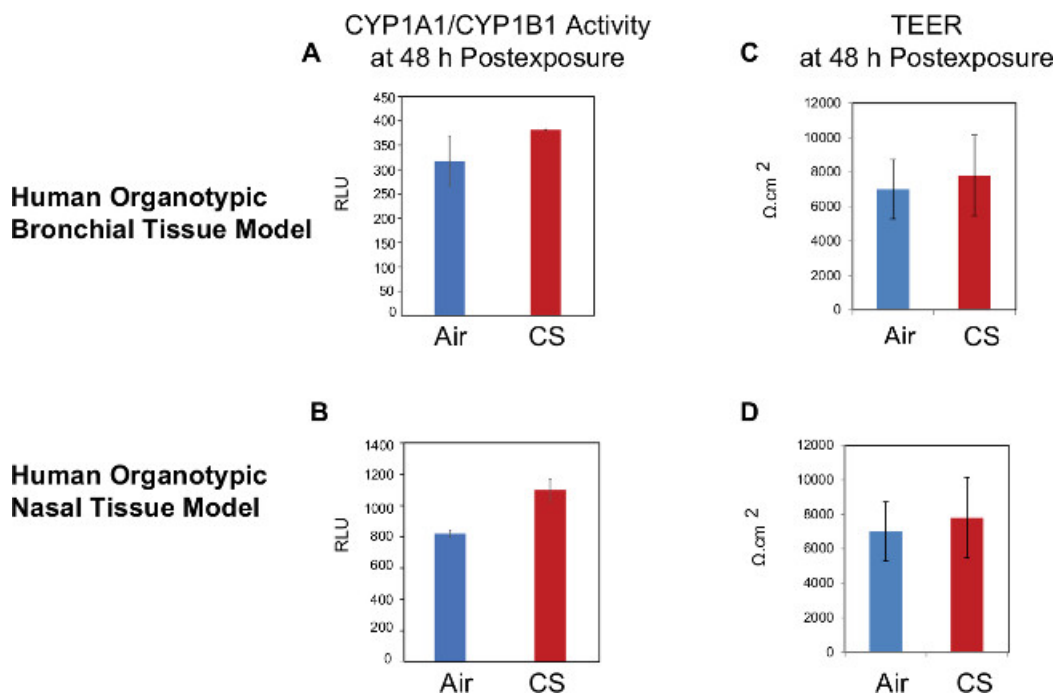 CYP1A1/CYP1B1 Activity
at 48 h Postexposure
TEER
at 48 h Postexposure
Human Organotypic
Bronchial Tissue Model
A
RLU
450
400
350
300
250
200
150
100
50
0
Air CS
C
Ω.cm 2
12000
10000
8000
6000
4000
2000
0
Air CS
Human Organotypic
Nasal Tissue Model
B
RLU
1400
1200
1000
800
600
400
200
0
Air CS
D
Ω.cm 2
12000
10000
8000
6000
4000
2000
0
Air CS